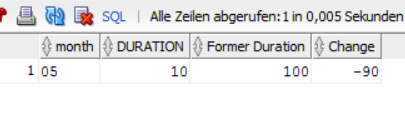 SQL | Alle Zeilen abgerufen: 1 in 0,005 Sekunden
month DURATION Former Duration Change
1 05 10 100 -90